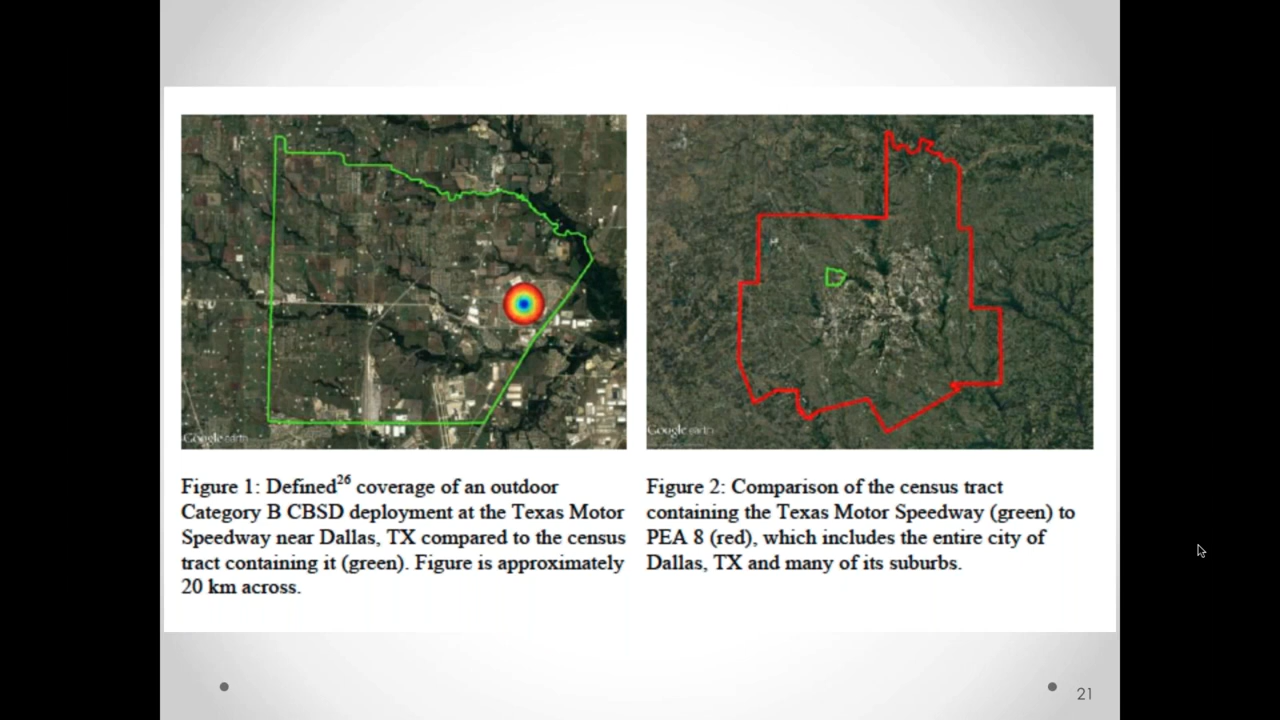 Google earth
Google earth
Figure 1: Defined26 coverage of an outdoor
Category B CBSD deployment at the Texas Motor
Speedway near Dallas, TX compared to the census
tract containing it (green). Figure is approximately
20 km across.
Figure 2: Comparison of the census tract
containing the Texas Motor Speedway (green) to
PEA 8 (red), which includes the entire city of
Dallas, TX and many of its suburbs.
21